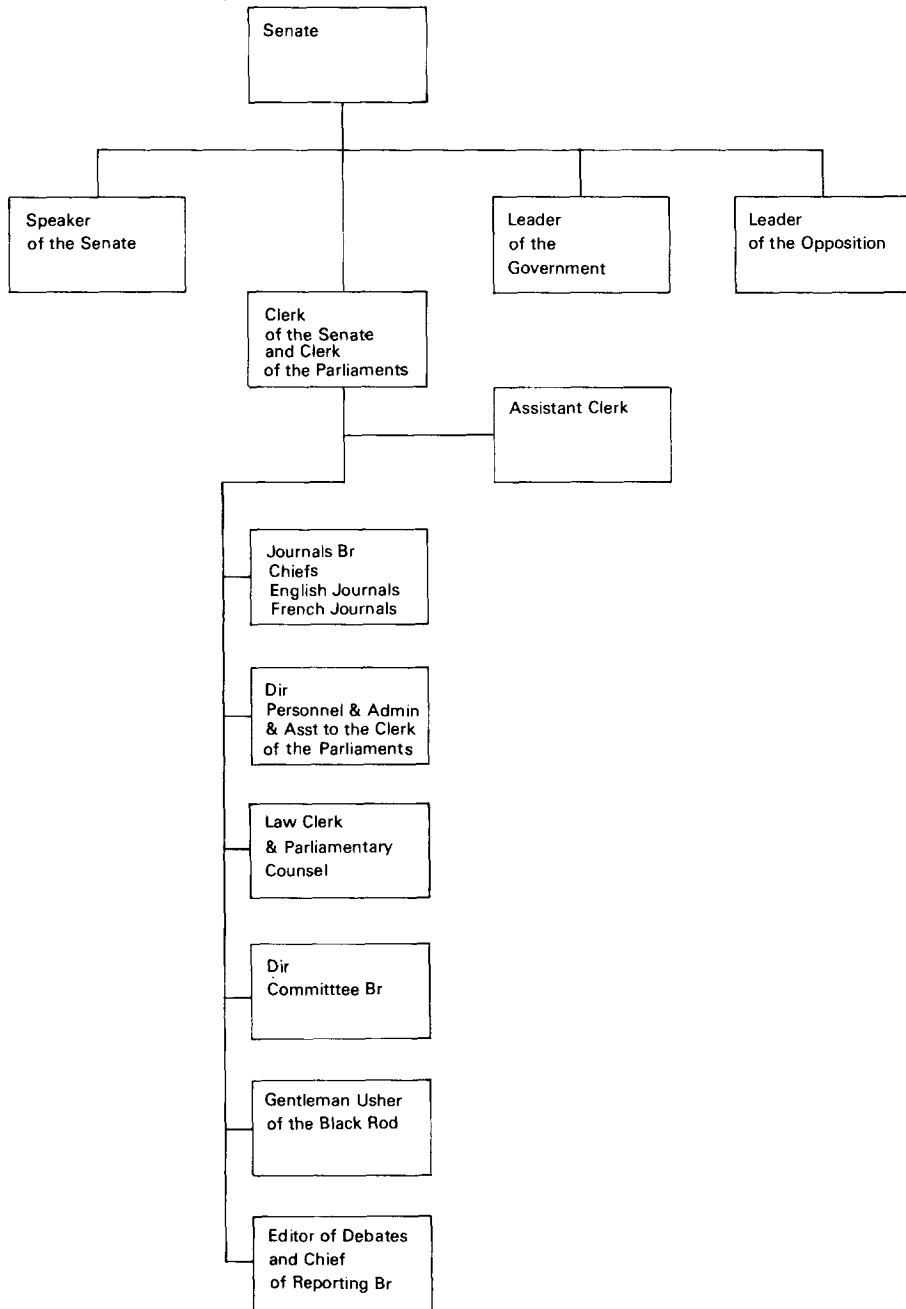 Senate
Speaker
of the Senate
Leader
of the
Government
Leader
of the Opposition
Clerk
of the Senate
and Clerk
of the Parliaments
Assistant Clerk
Journals Br
Chiefs
English Journals
French Journals
Dir
Personnel & Admin
& Asst to the Clerk
of the Parliaments
Law Clerk
& Parliamentary
Counsel
Dir
Committtee Br
Gentleman Usher
of the Black Rod
Editor of Debates
and Chief
of Reporting Br